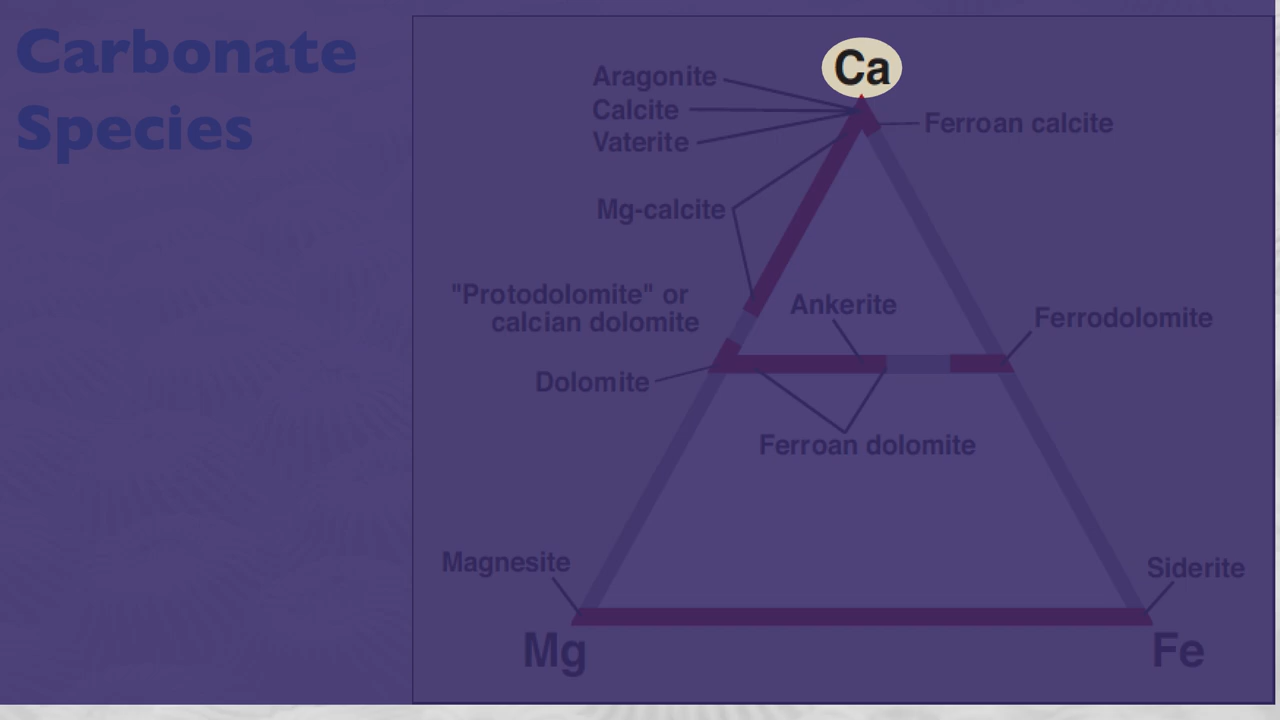 Carbonate
Species
Ca
Aragonite
Calcite
Vaterite
Ferroan calcite
Mg-calcite
"Protodolomite" or
calcian dolomite
Ankerite
Ferrodolomite
Dolomite
Ferroan dolomite
Magnesite
Siderite
Mg
Fe